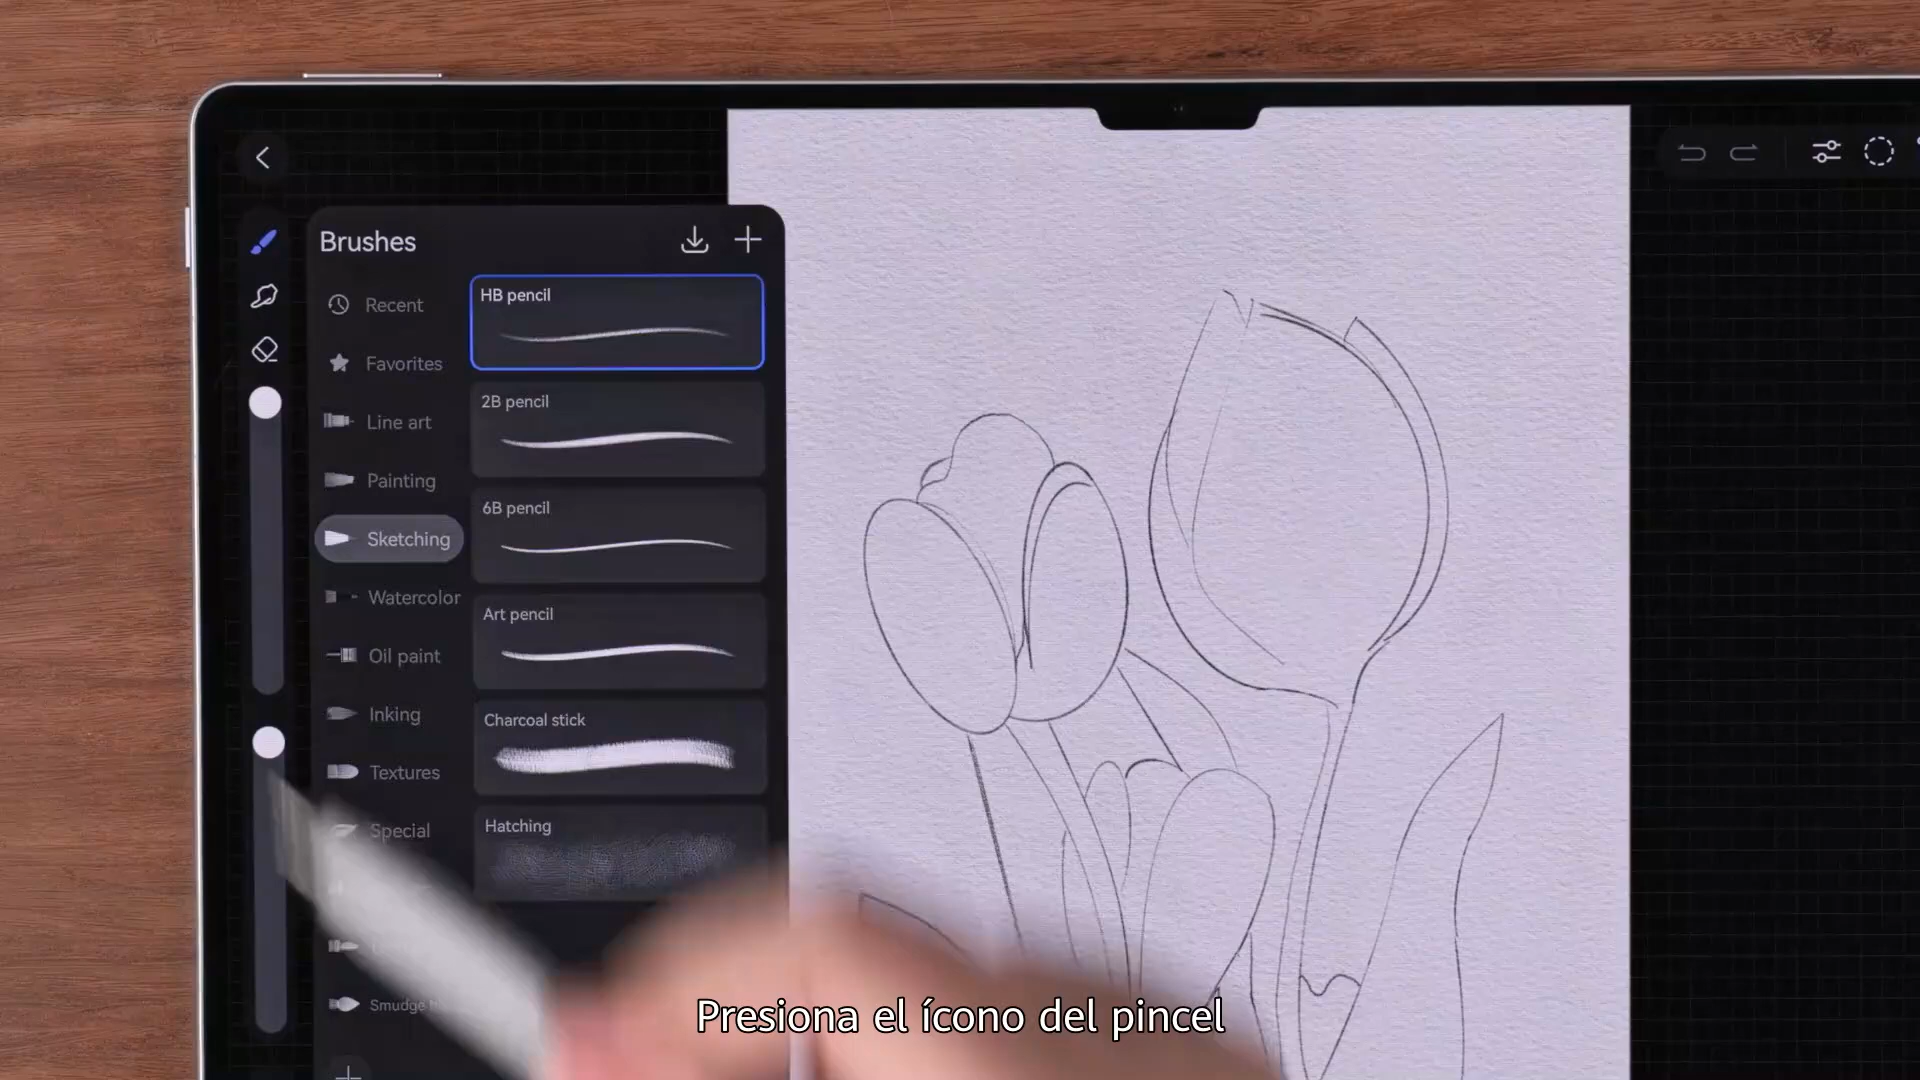 Brushes
Recent
Favorites
Line art
Painting
Sketching
Watercolor
Oil paint
Inking
Textures
Special
Smudge
HB pencil
2B pencil
6B pencil
Art pencil
Charcoal stick
Hatching
Presiona el ícono del pincel